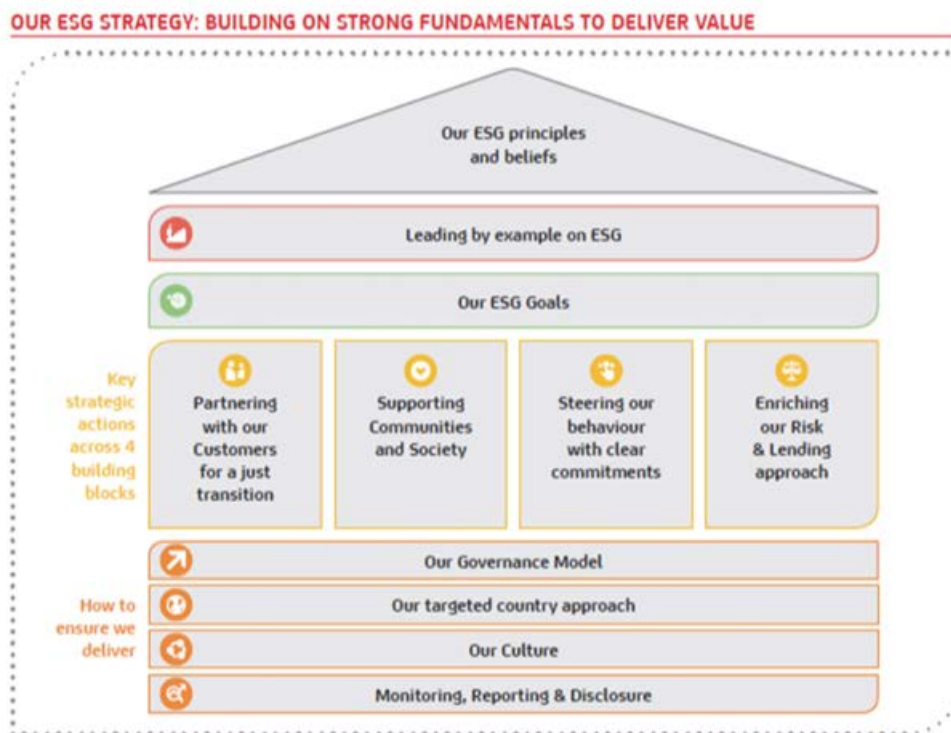 OUR ESG STRATEGY: BUILDING ON STRONG FUNDAMENTALS TO DELIVER VALUE
Our ESG principles
and beliefs
Leading by example on ESG
Our ESG Goals
Key
strategic
actions
across 4
building
blocks
Partnering
with our
Customers
for a just
transition
Supporting
Communities
and Society
Steering our
behaviour
with clear
commitments
Enriching
our Risk
& Lending
approach
How to
ensure we
deliver
Our Governance Model
Our targeted country approach
Our Culture
Monitoring, Reporting & Disclosure